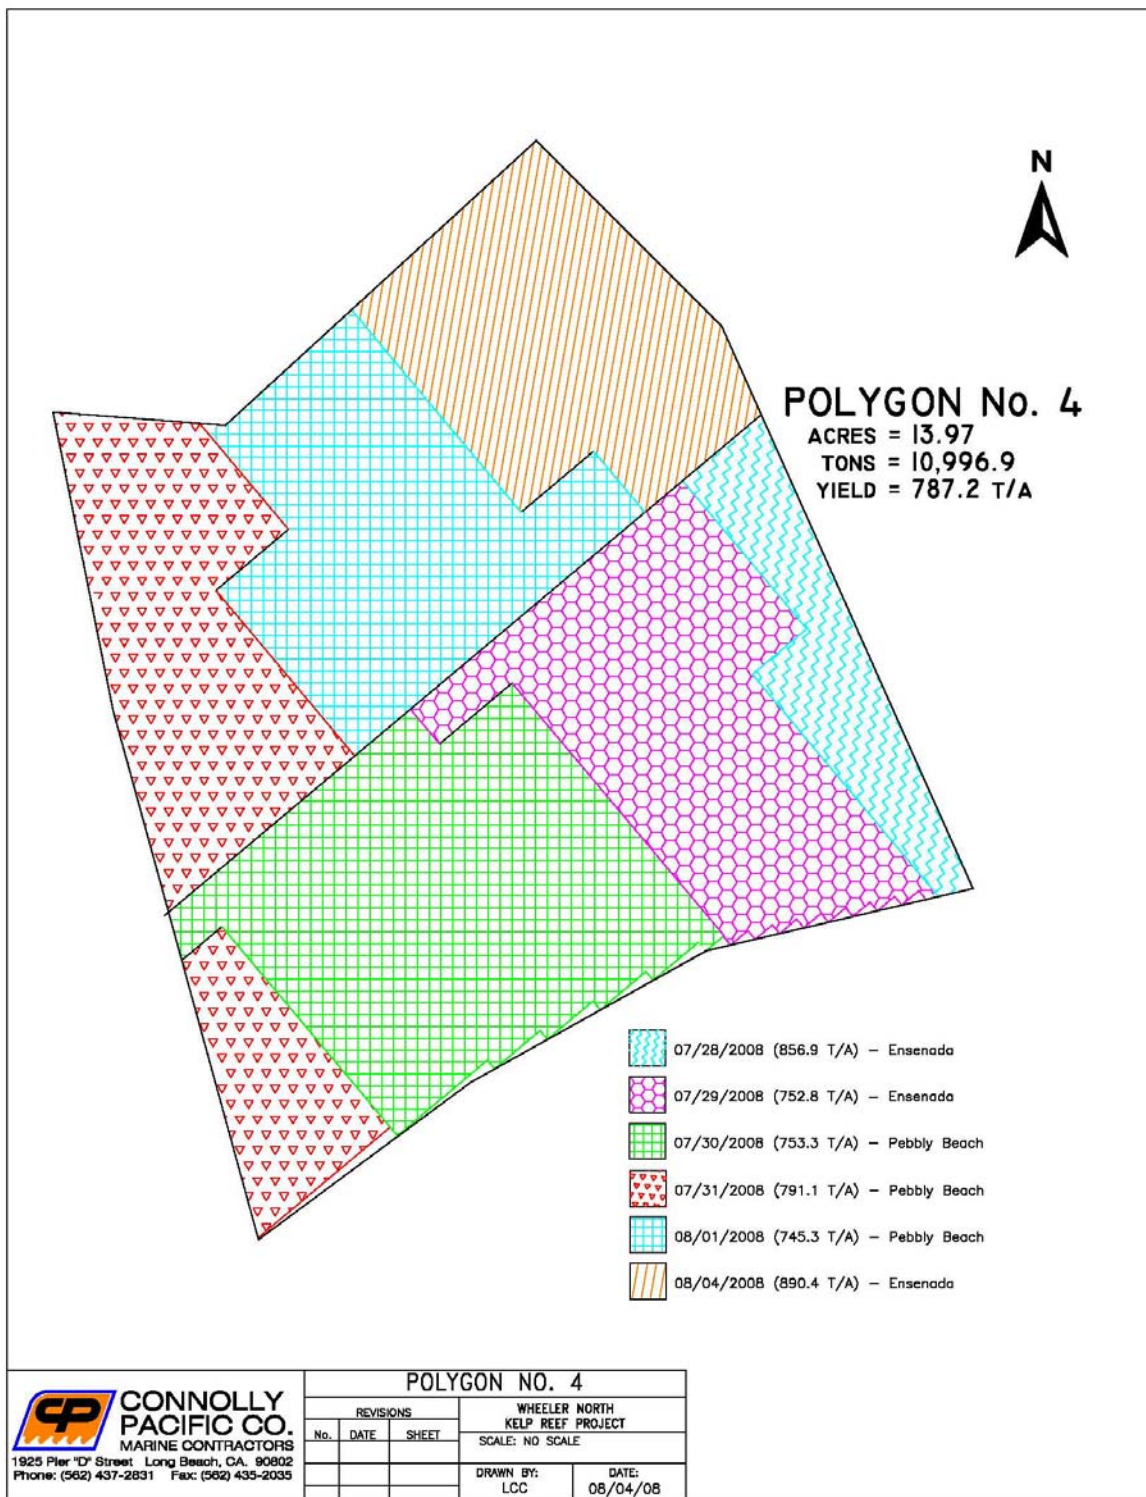 N
POLYGON No. 4
ACRES = 13.97
TONS = 10,996.9
YIELD = 787.2 T/A
07/28/2008 (856.9 T/A) – Ensenada
07/29/2008 (752.8 T/A) – Ensenada
07/30/2008 (753.3 T/A) – Pebbly Beach
07/31/2008 (791.1 T/A) – Pebbly Beach
08/01/2008 (745.3 T/A) – Pebbly Beach
08/04/2008 (890.4 T/A) – Ensenada
CP
CONNOLLY
PACIFIC CO.
MARINE CONTRACTORS
1925 Pier "D" Street Long Beach, CA. 90802
Phone: (562) 437-2831 Fax: (562) 435-2035
POLYGON NO. 4
REVISIONS
No. DATE SHEET
WHEELER NORTH
KELP REEF PROJECT
SCALE: NO SCALE
DRAWN BY:
LCC
DATE:
08/04/08